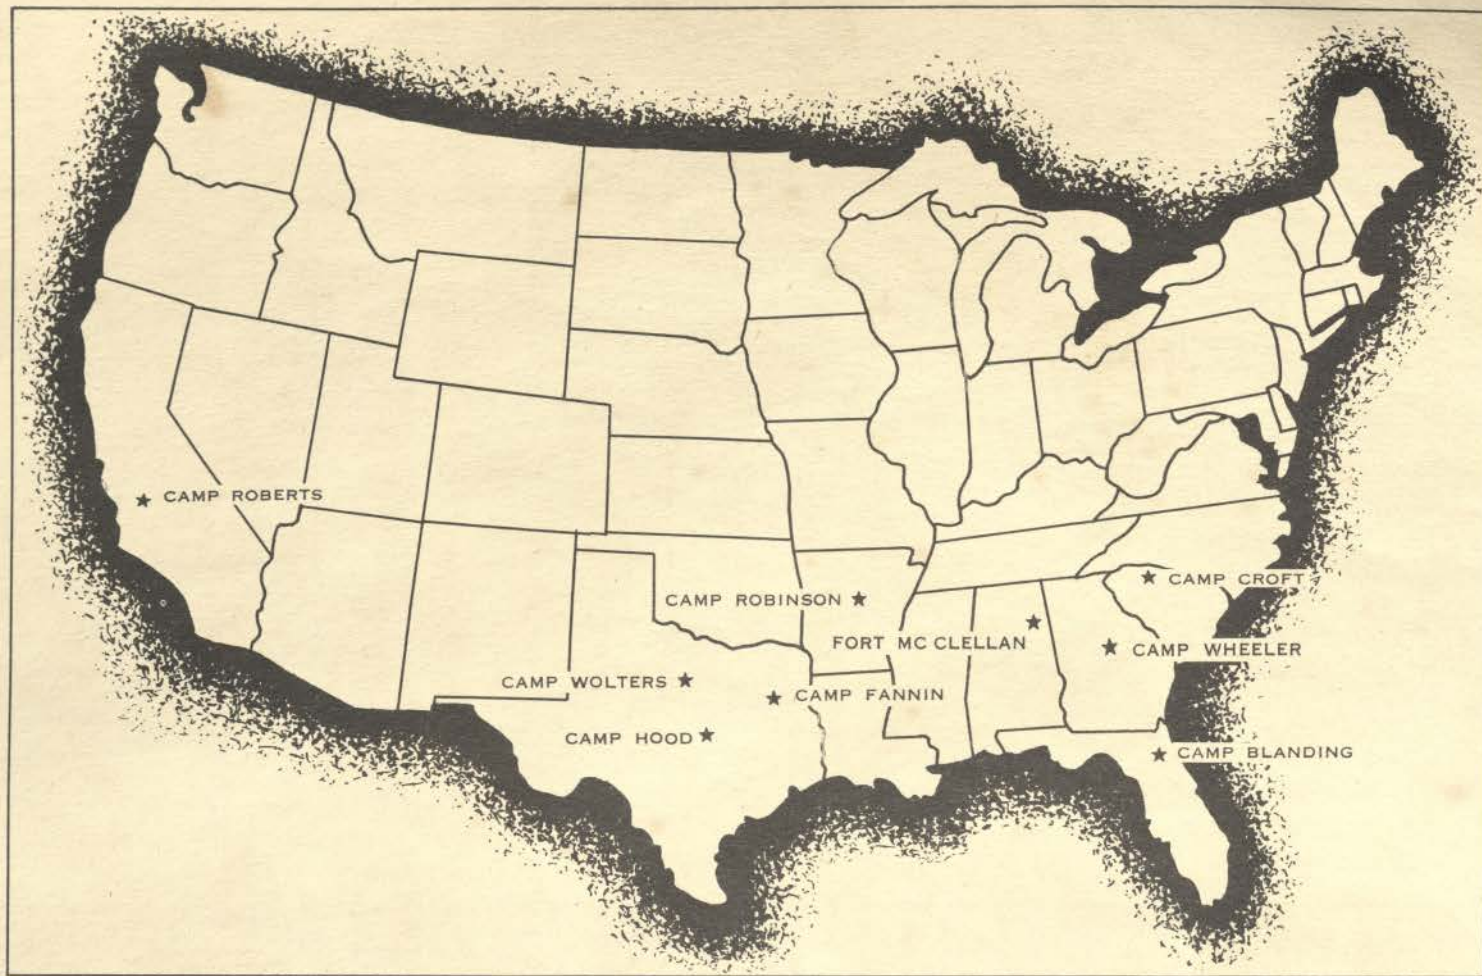 CAMP ROBERTS
CAMP CROFT
CAMP ROBINSON
FORT MC CLELLAN
CAMP WHEELER
CAMP WOLTERS
CAMP FANNIN
CAMP HOOD
CAMP BLANDING